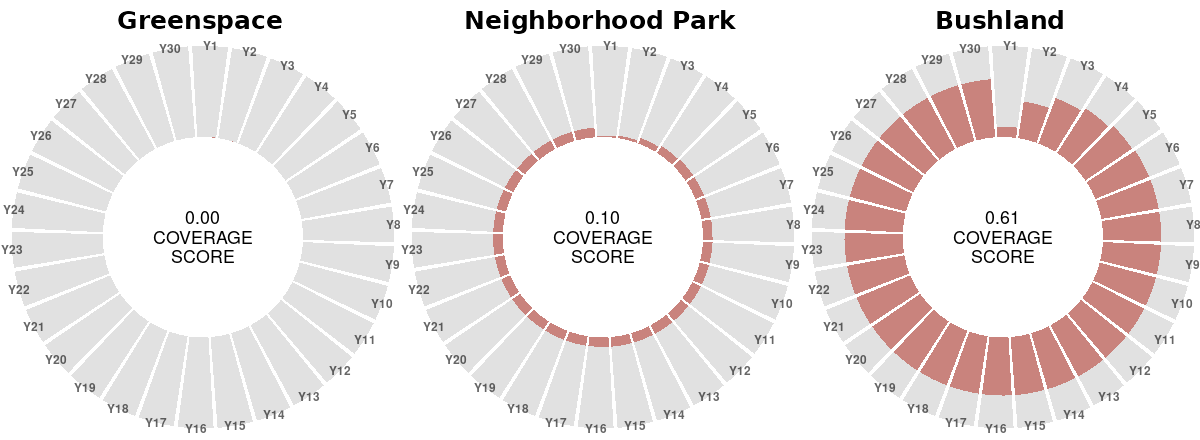 Greenspace
Y1
Y2
Y3
Y4
Y5
Y6
Y7
Y8
Y9
Y10
Y11
Y12
Y13
Y14
Y15
Y16
Y17
Y18
Y19
Y20
Y21
Y22
Y23
Y24
Y25
Y26
Y27
Y28
Y29
Y30
0.00
COVERAGE
SCORE
Neighborhood Park
Y1
Y2
Y3
Y4
Y5
Y6
Y7
Y8
Y9
Y10
Y11
Y12
Y13
Y14
Y15
Y16
Y17
Y18
Y19
Y20
Y21
Y22
Y23
Y24
Y25
Y26
Y27
Y28
Y29
Y30
0.10
COVERAGE
SCORE
Bushland
Y1
Y2
Y3
Y4
Y5
Y6
Y7
Y8
Y9
Y10
Y11
Y12
Y13
Y14
Y15
Y16
Y17
Y18
Y19
Y20
Y21
Y22
Y23
Y24
Y25
Y26
Y27
Y28
Y29
Y30
0.61
COVERAGE
SCORE